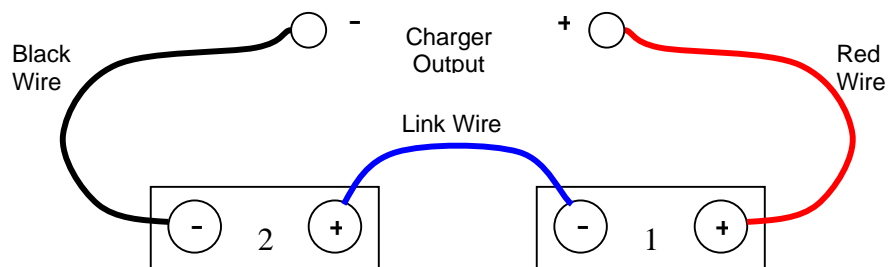 - +
Charger
Output
Black
Wire
Red
Wire
Link Wire
- 2 + - 1 +